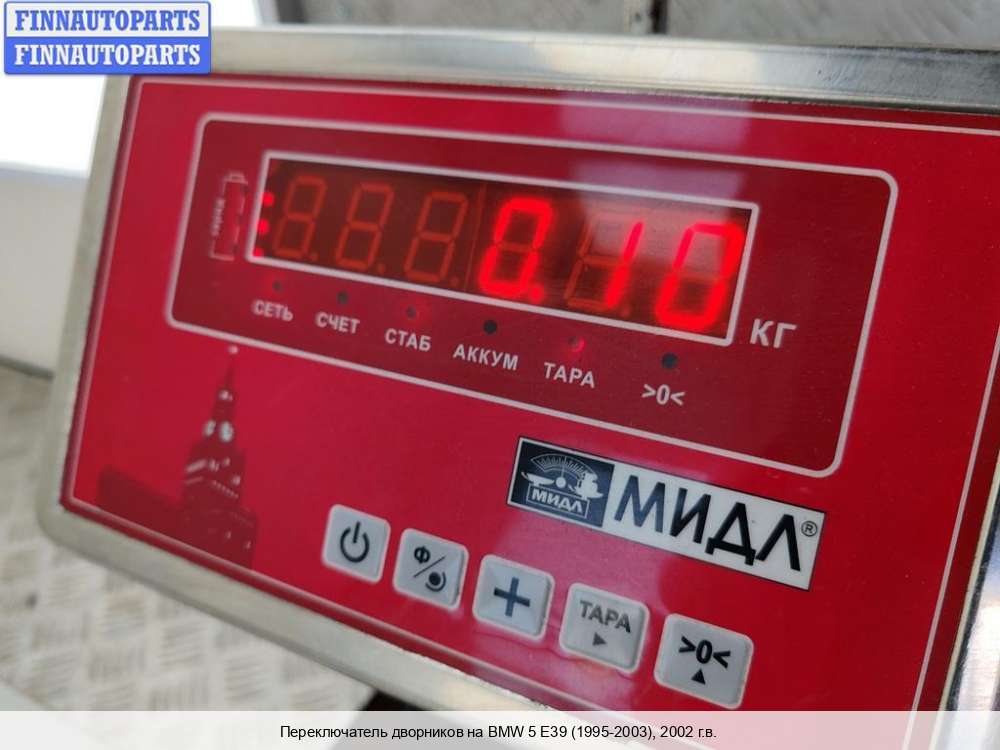 FINNAUTOPARTS
FINNAUTOPARTS
0.10
КГ
СЕТЬ СЧЕТ СТАБ АККУМ ТАРА >0<
МИДЛ МИДЛ®
Ф
+
ТАРА
>0<
Переключатель дворников на BMW 5 E39 (1995-2003), 2002 г.в.